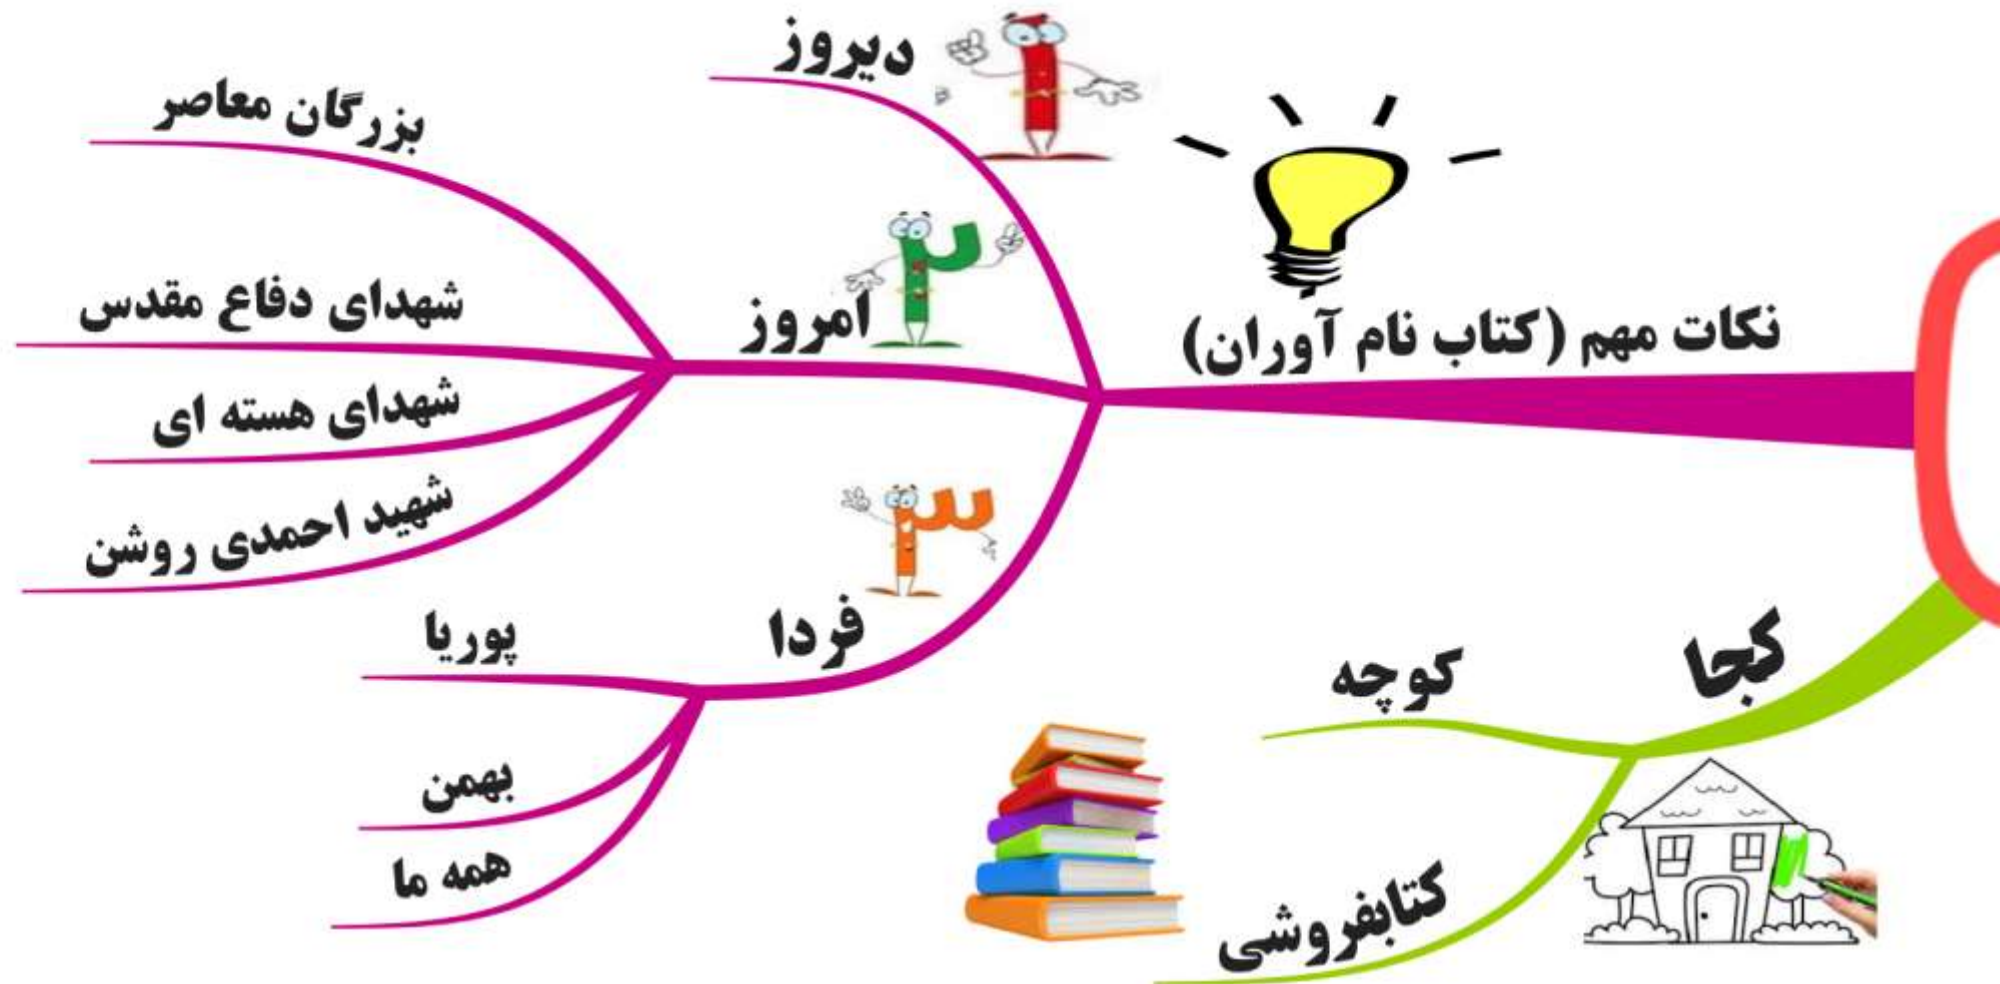 نکات مهم (کتاب نام آوران)
دیروز
امروز
بزرگان معاصر
شهدای دفاع مقدس
شهدای هسته ای
شهید احمدی روشن
فردا
پوریا
بهمن
همه ما
کجا
کوچه
کتابفروشی